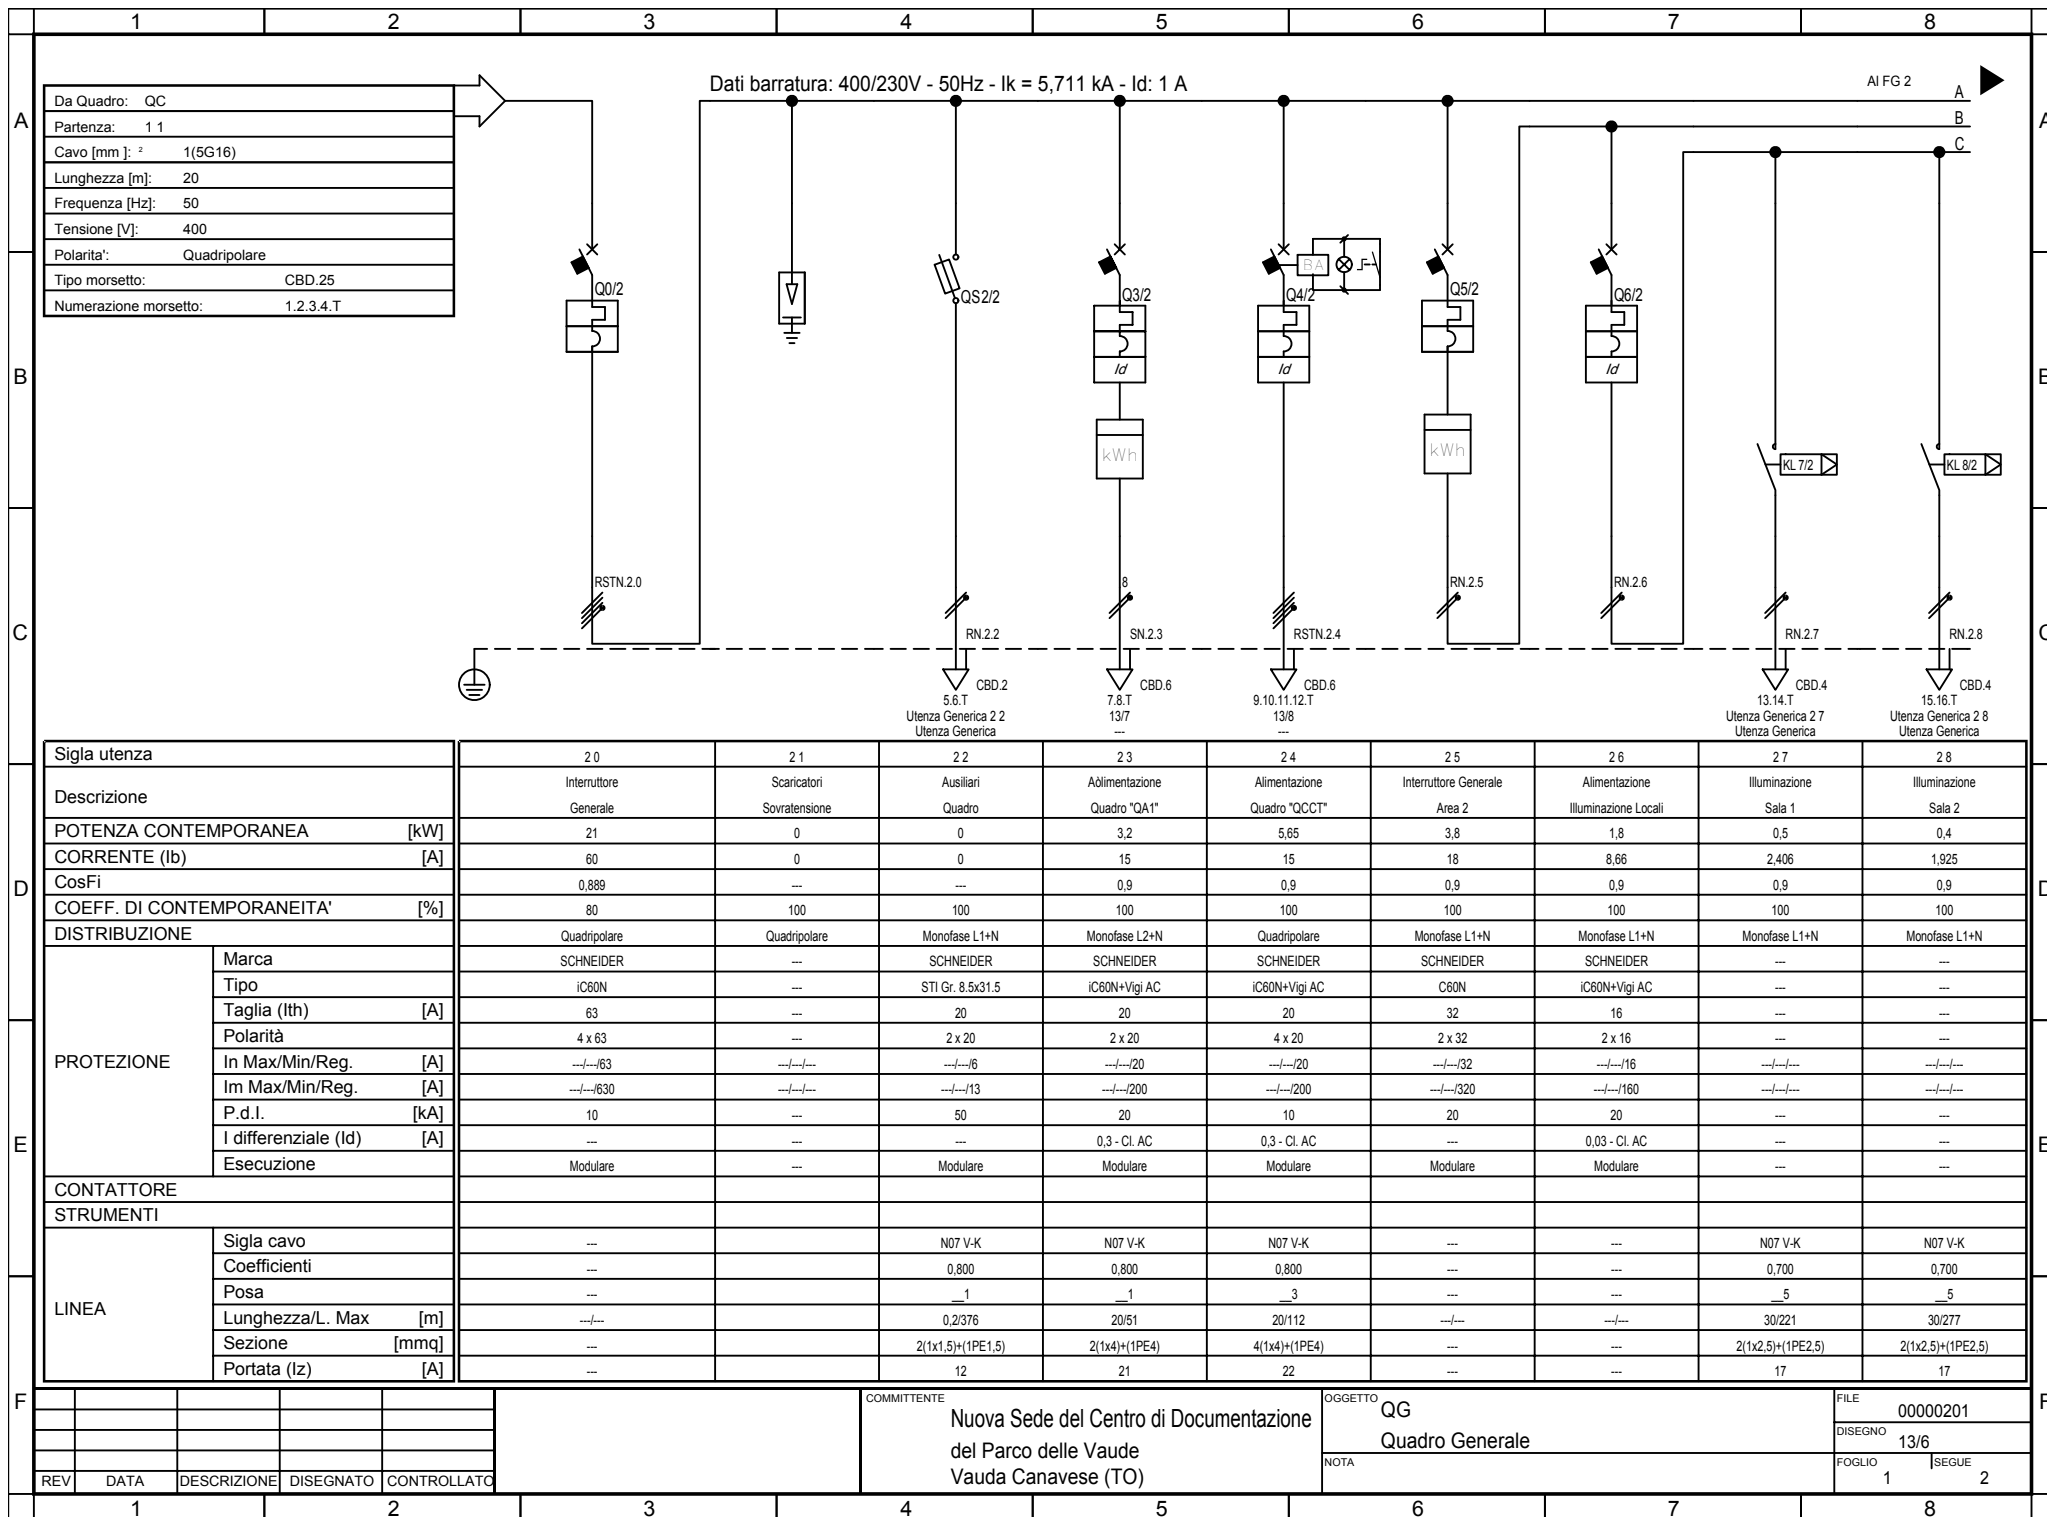 1 2 3 4 5 6 7 8
A
B
C
D
E
F
Dati barratura: 400/230V - 50Hz - Ik = 5,711 kA - Id: 1 A
AI FG 2
A
B
C
Da Quadro: QC
Partenza: 1 1
Cavo [mm ]: ² 1(5G16)
Lunghezza [m]: 20
Frequenza [Hz]: 50
Tensione [V]: 400
Polarita': Quadripolare
Tipo morsetto: CBD.25
Numerazione morsetto: 1.2.3.4.T
BA
Q0/2 QS2/2 Q3/2 Q4/2 Q5/2 Q6/2
Id Id Id
kWh kWh
KL 7/2 KL 8/2
RSTN.2.0 8 RN.2.5 RN.2.6
RN.2.2 SN.2.3 RSTN.2.4 RN.2.7 RN.2.8
CBD.2 CBD.6 CBD.6 CBD.4 CBD.4
5.6.T 7.8.T 9.10.11.12.T 13.14.T 15.16.T
Utenza Generica 2 2 13/7 13/8 Utenza Generica 2 7 Utenza Generica 2 8
Utenza Generica --- --- Utenza Generica Utenza Generica
Sigla utenza 2 0 2 1 2 2 2 3 2 4 2 5 2 6 2 7 2 8
Descrizione
Interruttore Scaricatori Ausiliari Aòlimentazione Alimentazione Interruttore Generale Alimentazione Illuminazione Illuminazione
Generale Sovratensione Quadro Quadro "QA1" Quadro "QCCT" Area 2 Illuminazione Locali Sala 1 Sala 2
POTENZA CONTEMPORANEA [kW] 21 0 0 3,2 5,65 3,8 1,8 0,5 0,4
CORRENTE (Ib) [A] 60 0 0 15 15 18 8,66 2,406 1,925
CosFi 0,889 --- --- 0,9 0,9 0,9 0,9 0,9 0,9
COEFF. DI CONTEMPORANEITA' [%] 80 100 100 100 100 100 100 100 100
DISTRIBUZIONE Quadripolare Quadripolare Monofase L1+N Monofase L2+N Quadripolare Monofase L1+N Monofase L1+N Monofase L1+N Monofase L1+N
PROTEZIONE
Marca SCHNEIDER --- SCHNEIDER SCHNEIDER SCHNEIDER SCHNEIDER SCHNEIDER --- ---
Tipo iC60N --- STI Gr. 8.5x31.5 iC60N+Vigi AC iC60N+Vigi AC C60N iC60N+Vigi AC --- ---
Taglia (Ith) [A] 63 --- 20 20 20 32 16 --- ---
Polarità 4 x 63 --- 2 x 20 2 x 20 4 x 20 2 x 32 2 x 16 --- ---
In Max/Min/Reg. [A] ---/---/63 ---/---/--- ---/---/6 ---/---/20 ---/---/20 ---/---/32 ---/---/16 ---/---/--- ---/---/---
Im Max/Min/Reg. [A] ---/---/630 ---/---/--- ---/---/13 ---/---/200 ---/---/200 ---/---/320 ---/---/160 ---/---/--- ---/---/---
P.d.I. [kA] 10 --- 50 20 10 20 20 --- ---
I differenziale (Id) [A] --- --- --- 0,3 - Cl. AC 0,3 - Cl. AC --- 0,03 - Cl. AC --- ---
Esecuzione Modulare --- Modulare Modulare Modulare Modulare Modulare --- ---
CONTATTORE
STRUMENTI
LINEA
Sigla cavo --- N07 V-K N07 V-K N07 V-K --- --- N07 V-K N07 V-K
Coefficienti --- 0,800 0,800 0,800 --- --- 0,700 0,700
Posa --- __1 __1 __3 --- --- __5 __5
Lunghezza/L. Max [m] ---/--- 0,2/376 20/51 20/112 ---/--- ---/--- 30/221 30/277
Sezione [mmq] --- 2(1x1,5)+(1PE1,5) 2(1x4)+(1PE4) 4(1x4)+(1PE4) --- --- 2(1x2,5)+(1PE2,5) 2(1x2,5)+(1PE2,5)
Portata (Iz) [A] --- 12 21 22 --- --- 17 17
REV DATA DESCRIZIONE DISEGNATO CONTROLLATO
COMMITTENTE
Nuova Sede del Centro di Documentazione
del Parco delle Vaude
Vauda Canavese (TO)
OGGETTO QG
Quadro Generale
NOTA
FILE
00000201
DISEGNO
13/6
FOGLIO
1
SEGUE
2
A
B
C
D
E
F
1 2 3 4 5 6 7 8